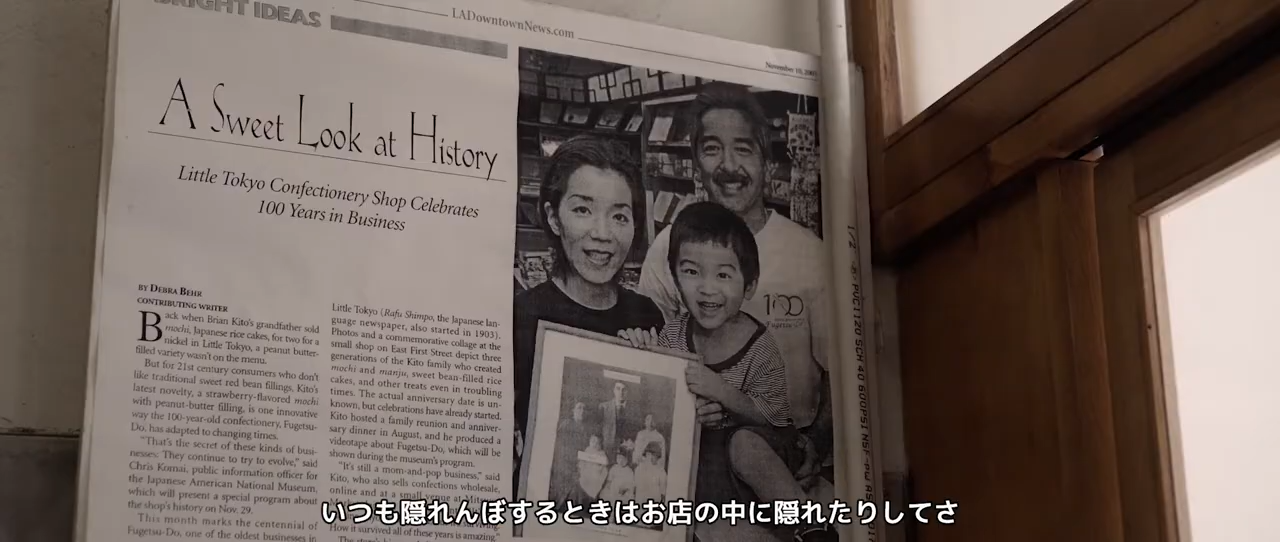 BRIGHT IDEAS
LADowntownNews.com
November 10, 2003
A Sweet Look at History
Little Tokyo Confectionery Shop Celebrates
100 Years in Business
BY DEBRA BEHR
CONTRIBUTING WRITER
Back when Brian Kito's grandfather sold
mochi, Japanese rice cakes, for two for a
nickel in Little Tokyo, a peanut butter-
filled variety wasn't on the menu.
But for 21st century consumers who don't
like traditional sweet red bean fillings, Kito's
latest novelty, a strawberry-flavored mochi
with peanut-butter filling, is one innovative
way the 100-year-old confectionery, Fugetsu-
Do, has adapted to changing times.
"That's the secret of these kinds of busi-
nesses: They continue to try to evolve," said
Chris Komai, public information officer for
the Japanese American National Museum,
which will present a special program about
the shop's history on Nov. 29.
This month marks the centennial of
Fugetsu-Do, one of the oldest businesses in
Little Tokyo (Rafu Shimpo, the Japanese lan-
guage newspaper, also started in 1903).
Photos and a commemorative collage at the
small shop on East First Street depict three
generations of the Kito family who created
mochi and manju, sweet bean-filled rice
cakes, and other treats even in troubling
times. The actual anniversary date is un-
known, but celebrations have already started.
Kito hosted a family reunion and anniver-
sary dinner in August, and he produced a
videotape about Fugetsu-Do, which will be
shown during the museum's program.
"It's still a mom-and-pop business," said
Kito, who also sells confections wholesale,
online and at a small venue at
How it survived all of these years is amazing."
100
いつも隠れんぼするときはお店の中に隠れたりしてさ